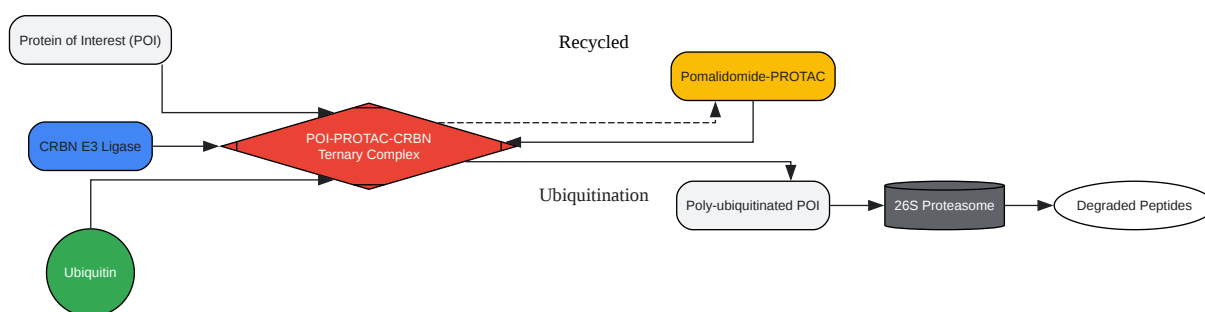 Protein of Interest (POI)
Recycled
Pomalidomide-PROTAC
CRBN E3 Ligase
POI-PROTAC-CRBN
Ternary Complex
Ubiquitination
Poly-ubiquitinated POI
26S Proteasome
Degraded Peptides
Ubiquitin